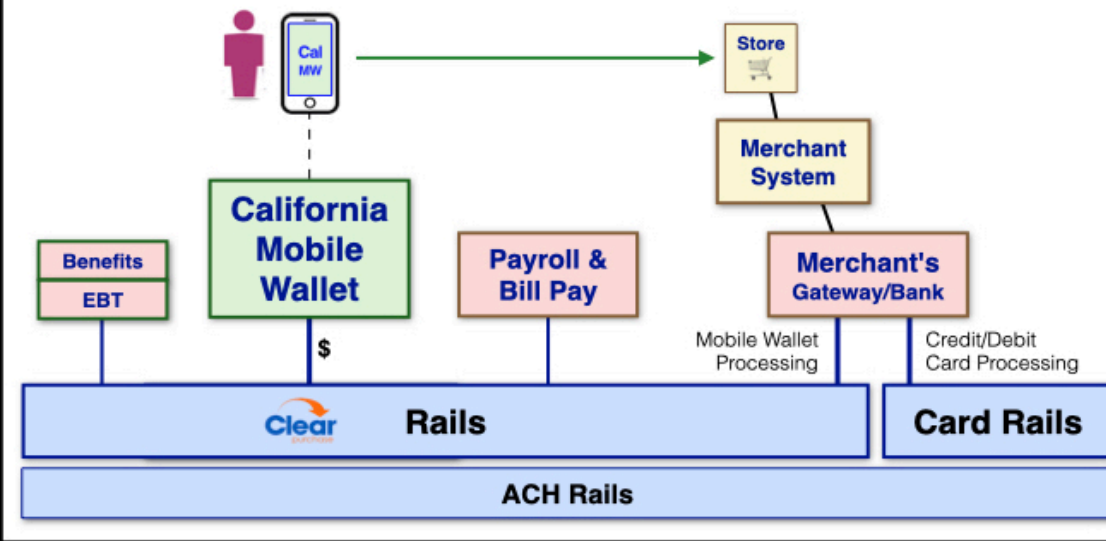 Cal
MW
Store
Merchant
System
California
Mobile
Wallet
Benefits
EBT
Payroll &
Bill Pay
Merchant's
Gateway/Bank
$
Mobile Wallet
Processing
Credit/Debit
Card Processing
Clear
purchase
Rails
Card Rails
ACH Rails